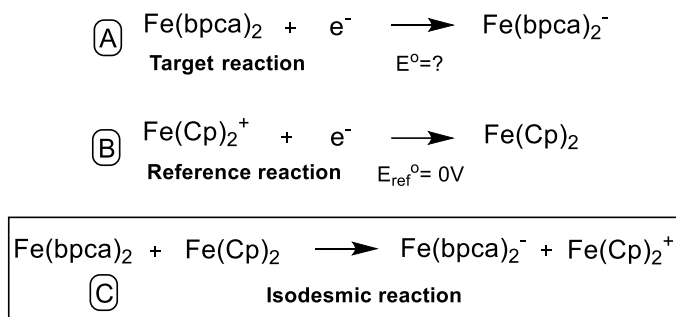 A Fe(bpca)₂ + e⁻ → Fe(bpca)₂⁻
Target reaction E°=?
B Fe(Cp)₂⁺ + e⁻ → Fe(Cp)₂
Reference reaction E_ref°= 0V
Fe(bpca)₂ + Fe(Cp)₂ → Fe(bpca)₂⁻ + Fe(Cp)₂⁺
C Isodesmic reaction